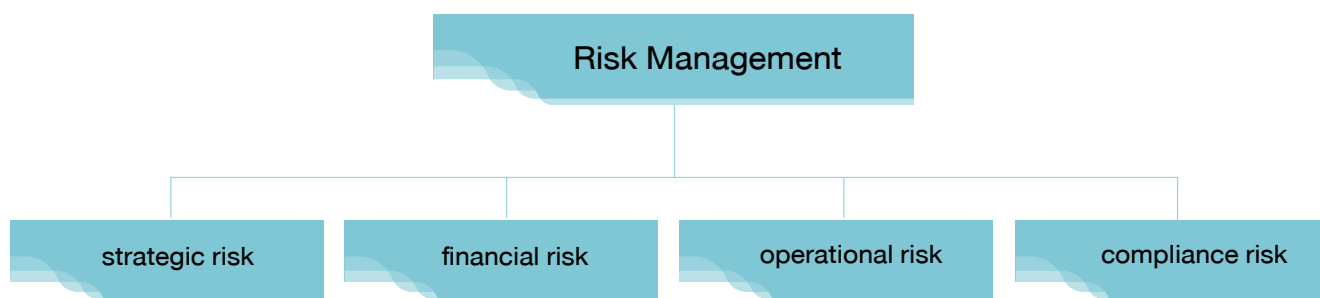 Risk Management
strategic risk
financial risk
operational risk
compliance risk